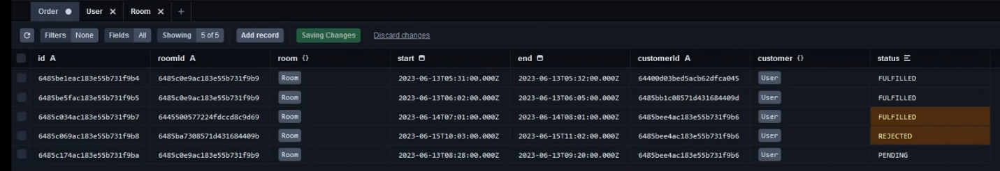 Order User Room +
Filters None Fields All Showing 5 of 5 Add record Saving Changes Discard changes
id A roomId A room {} start end customerId A customer {} status
6485be1eac183e55b731f9b4 6485c0e9ac183e55b731f9b9 Room 2023-06-13T05:31:00.000Z 2023-06-13T05:32:00.000Z 64400d03bed5acb62dfca045 User FULFILLED
6485be5fac183e55b731f9b5 6485c0e9ac183e55b731f9b9 Room 2023-06-13T06:02:00.000Z 2023-06-13T06:05:00.000Z 6485bb1c08571d431684409d User FULFILLED
6485c034ac183e55b731f9b7 6445500577224fdccd8c9d69 Room 2023-06-14T07:01:00.000Z 2023-06-14T08:01:00.000Z 6485bee4ac183e55b731f9b6 User FULFILLED
6485c069ac183e55b731f9b8 6485ba7308571d431684409b Room 2023-06-15T10:03:00.000Z 2023-06-15T11:02:00.000Z 6485bee4ac183e55b731f9b6 User REJECTED
6485c174ac183e55b731f9ba 6485c0e9ac183e55b731f9b9 Room 2023-06-13T08:28:00.000Z 2023-06-13T09:20:00.000Z 6485bee4ac183e55b731f9b6 User PENDING